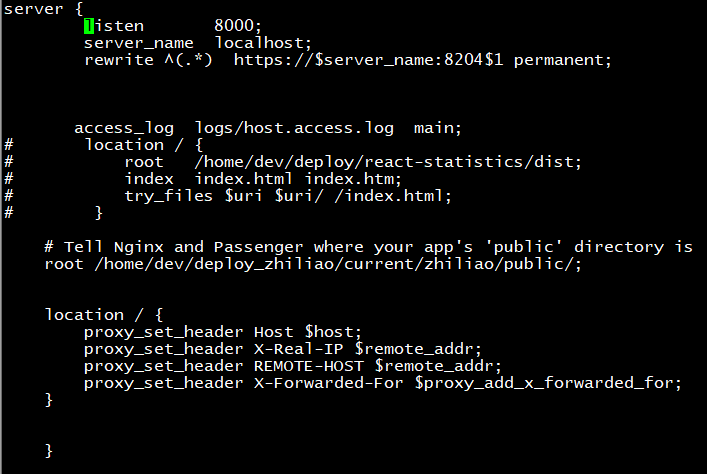 server {
        listen       8000;
        server_name  localhost;
        rewrite ^(.*)  https://$server_name:8204$1 permanent;
       access_log  logs/host.access.log  main;
#       location / {
#           root   /home/dev/deploy/react-statistics/dist;
#           index  index.html index.htm;
#           try_files $uri $uri/ /index.html;
#        }
    # Tell Nginx and Passenger where your app's 'public' directory is
    root /home/dev/deploy_zhiliao/current/zhiliao/public/;
    location / {
        proxy_set_header Host $host;
        proxy_set_header X-Real-IP $remote_addr;
        proxy_set_header REMOTE-HOST $remote_addr;
        proxy_set_header X-Forwarded-For $proxy_add_x_forwarded_for;
    }
    }